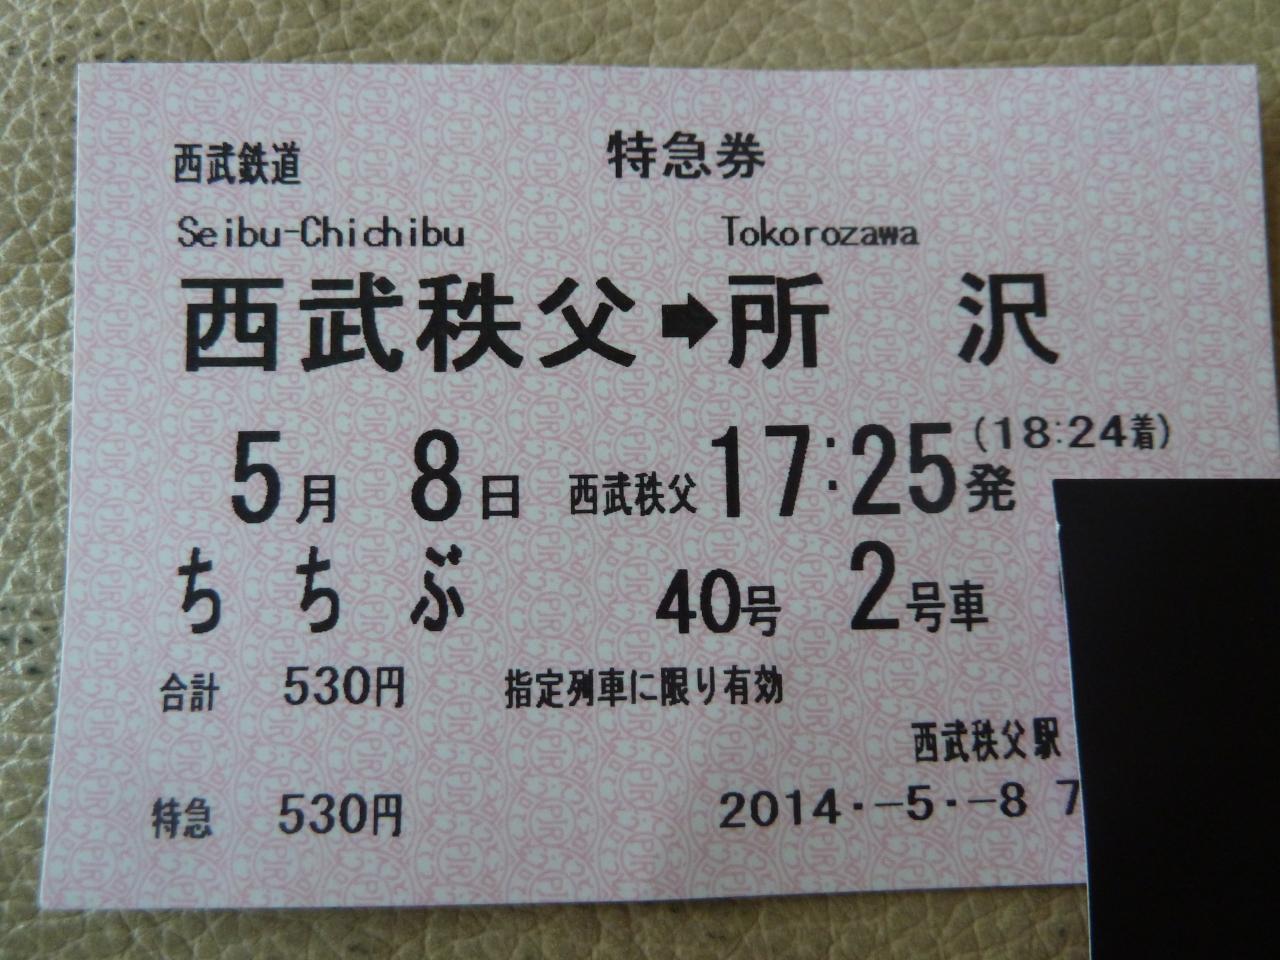 西武鉄道 特急券
Seibu-Chichibu Tokorozawa
西武秩父➡所沢
5月 8日 西武秩父 17:25発 (18:24着)
ちちぶ 40号 2号車
合計 530円 指定列車に限り有効
西武秩父駅
特急 530円 2014.-5.-8 7